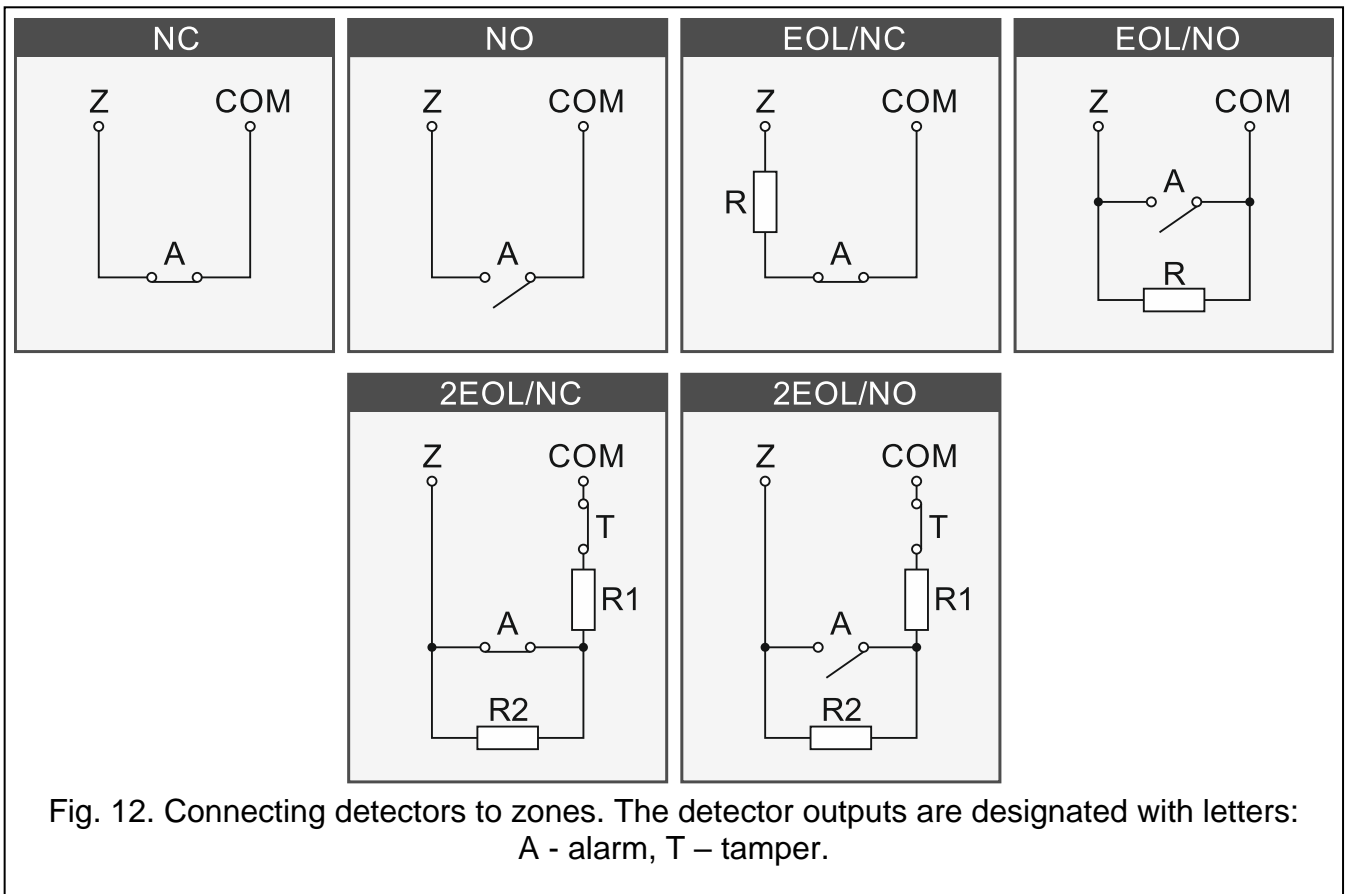 NC NO EOL/NC EOL/NO
Z COM Z COM Z COM Z COM
A
A
R
A
A
R
2EOL/NC 2EOL/NO
Z COM Z COM
T T
R1 R1
A A
R2 R2
Fig. 12. Connecting detectors to zones. The detector outputs are designated with letters:
A - alarm, T – tamper.